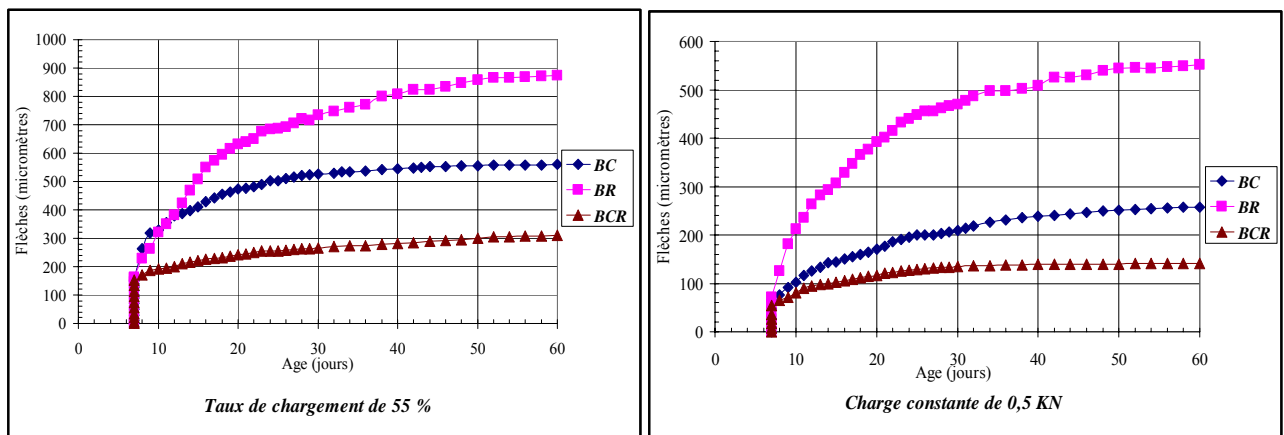 Flèches (micromètres)
1000
900
800
700
600
500
400
300
200
100
0
0 10 20 30 40 50 60
Age (jours)
BC
BR
BCR
Taux de chargement de 55 %
Flèches (micromètres)
600
500
400
300
200
100
0
0 10 20 30 40 50 60
Age (jours)
BC
BR
BCR
Charge constante de 0,5 KN